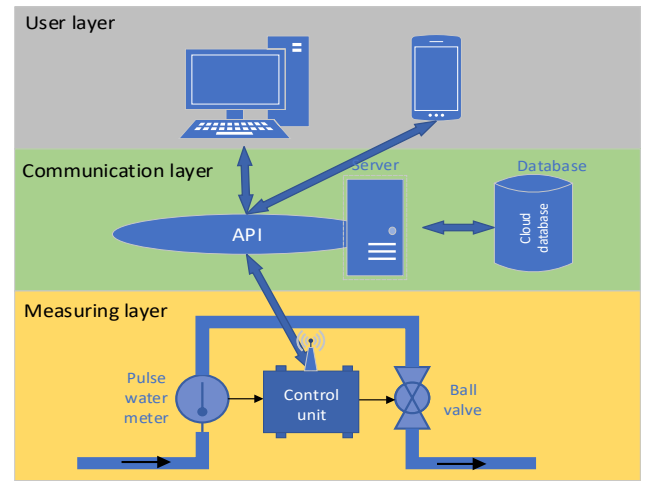 User layer
Communication layer
Server
Database
API
Cloud
database
Measuring layer
Pulse
water
meter
Control
unit
Ball
valve